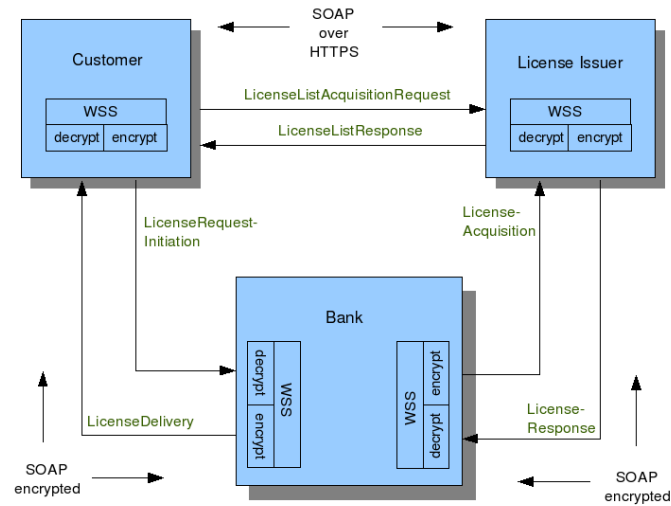 SOAP
over
HTTPS
Customer
License Issuer
WSS
decrypt encrypt
WSS
decrypt encrypt
LicenseListAcquisitionRequest
LicenseListResponse
LicenseRequest-
Initiation
License-
Acquisition
Bank
decrypt
encrypt
WSS
WSS
encrypt
decrypt
LicenseDelivery
License-
Response
SOAP
encrypted
SOAP
encrypted